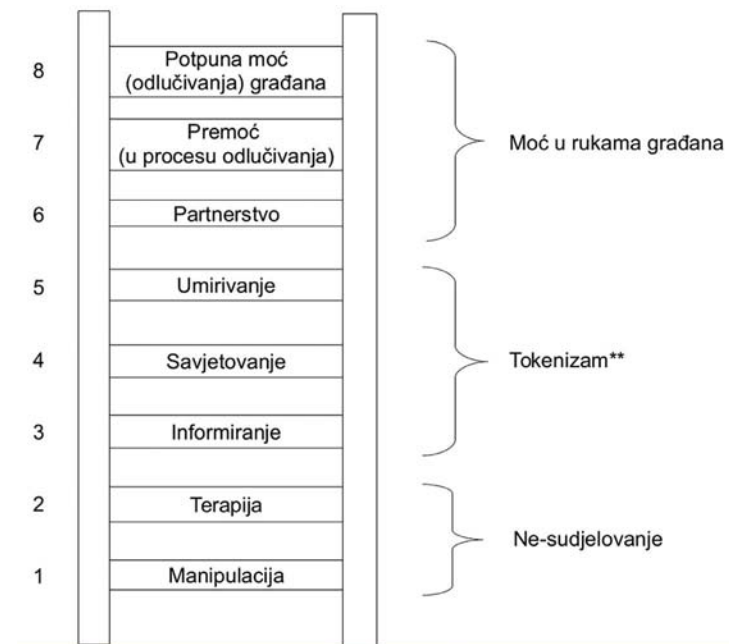 8
Potpuna moć
(odlučivanja) građana
7
Premoć
(u procesu odlučivanja)
Moć u rukama građana
6
Partnerstvo
5
Umirivanje
4
Savjetovanje
Tokenizam**
3
Informiranje
2
Terapija
Ne-sudjelovanje
1
Manipulacija